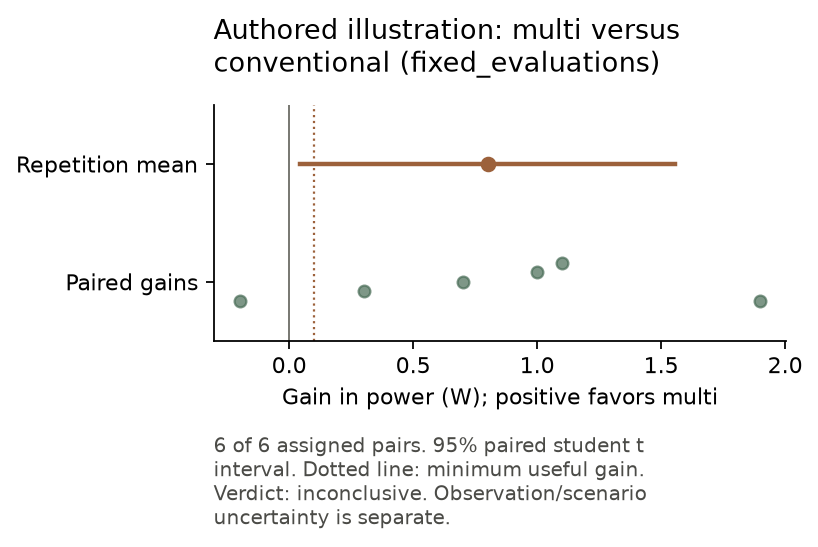 Authored illustration: multi versus
conventional (fixed_evaluations)
Repetition mean
Paired gains
0.0 0.5 1.0 1.5 2.0
Gain in power (W); positive favors multi
6 of 6 assigned pairs. 95% paired student t
interval. Dotted line: minimum useful gain.
Verdict: inconclusive. Observation/scenario
uncertainty is separate.